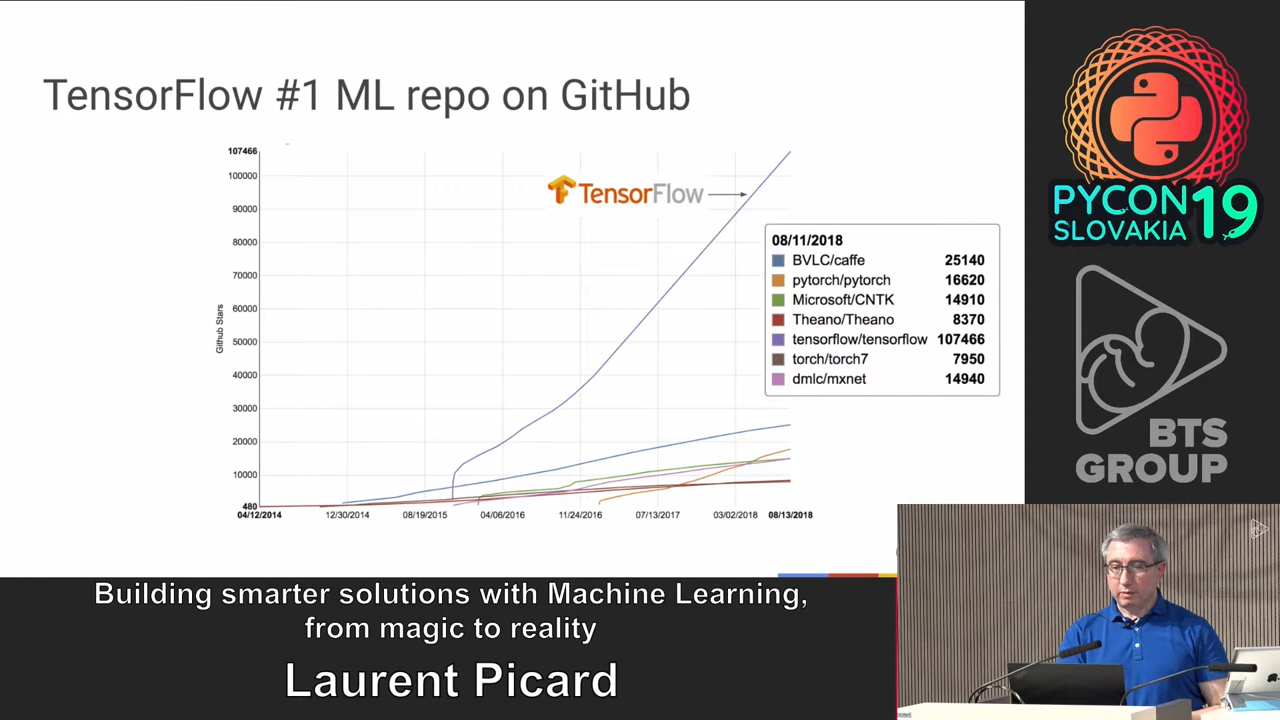 TensorFlow #1 ML repo on GitHub
107466
100000
90000
80000
70000
60000
50000
40000
30000
20000
10000
480
Github Stars
04/12/2014 12/30/2014 08/19/2015 04/06/2016 11/24/2016 07/13/2017 03/02/2018 08/13/2018
TensorFlow
08/11/2018
BVLC/caffe 25140
pytorch/pytorch 16620
Microsoft/CNTK 14910
Theano/Theano 8370
tensorflow/tensorflow 107466
torch/torch7 7950
dmlc/mxnet 14940
PYCON 19
SLOVAKIA
BTS
GROUP
Building smarter solutions with Machine Learning,
from magic to reality
Laurent Picard